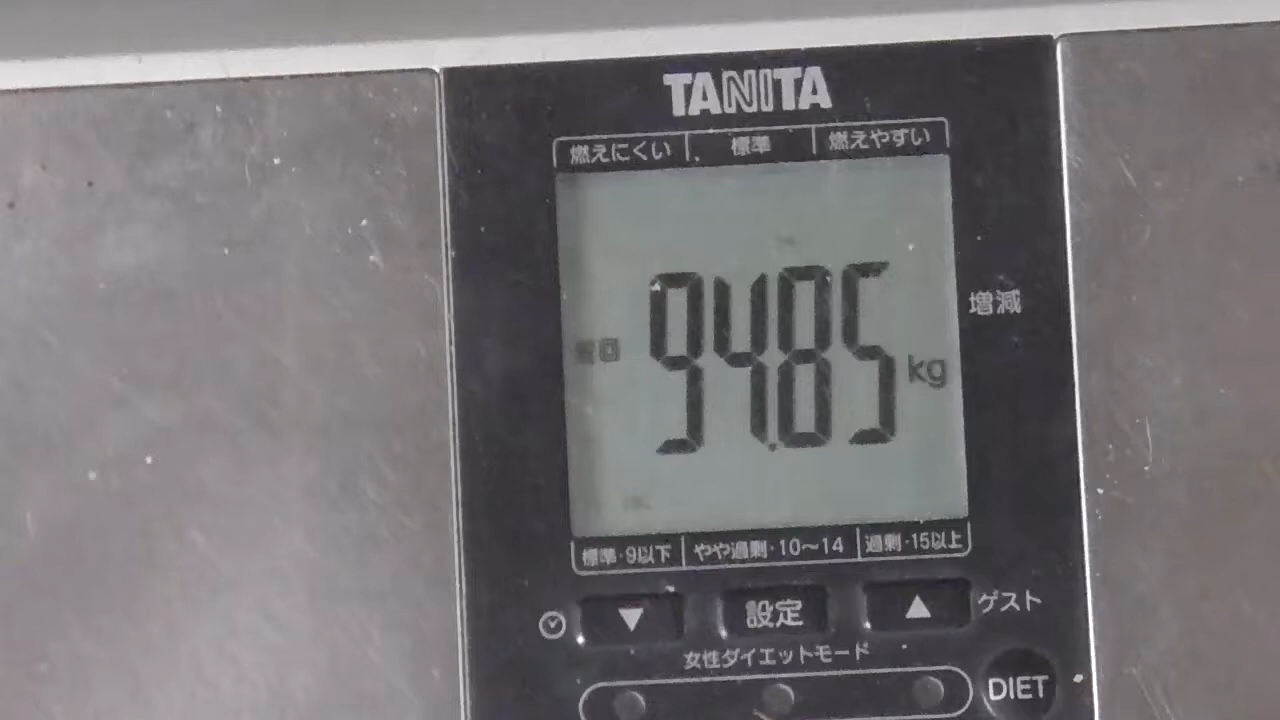 TANITA
燃えにくい 標準 燃えやすい
94.85 kg
増減
標準·9以下 やや過剰·10〜14 過剰·15以上
▼ 設定 ▲ ゲスト
女性ダイエットモード
DIET